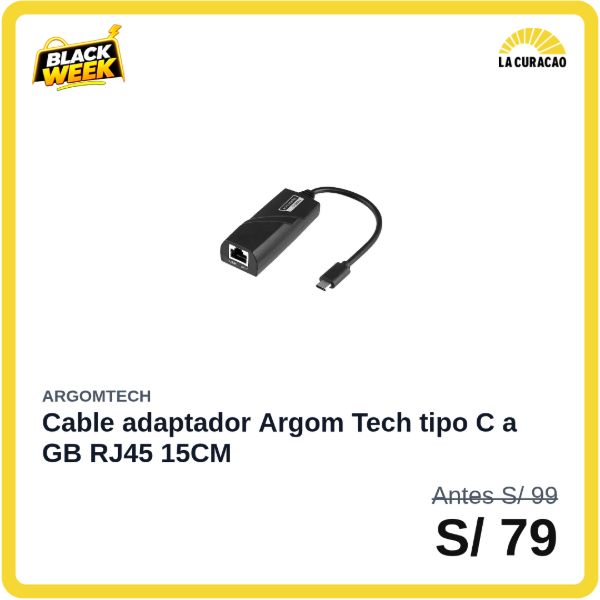 BLACK
WEEK
LA CURACAO
ARGOMTECH
Cable adaptador Argom Tech tipo C a
GB RJ45 15CM
Antes S/ 99
S/ 79